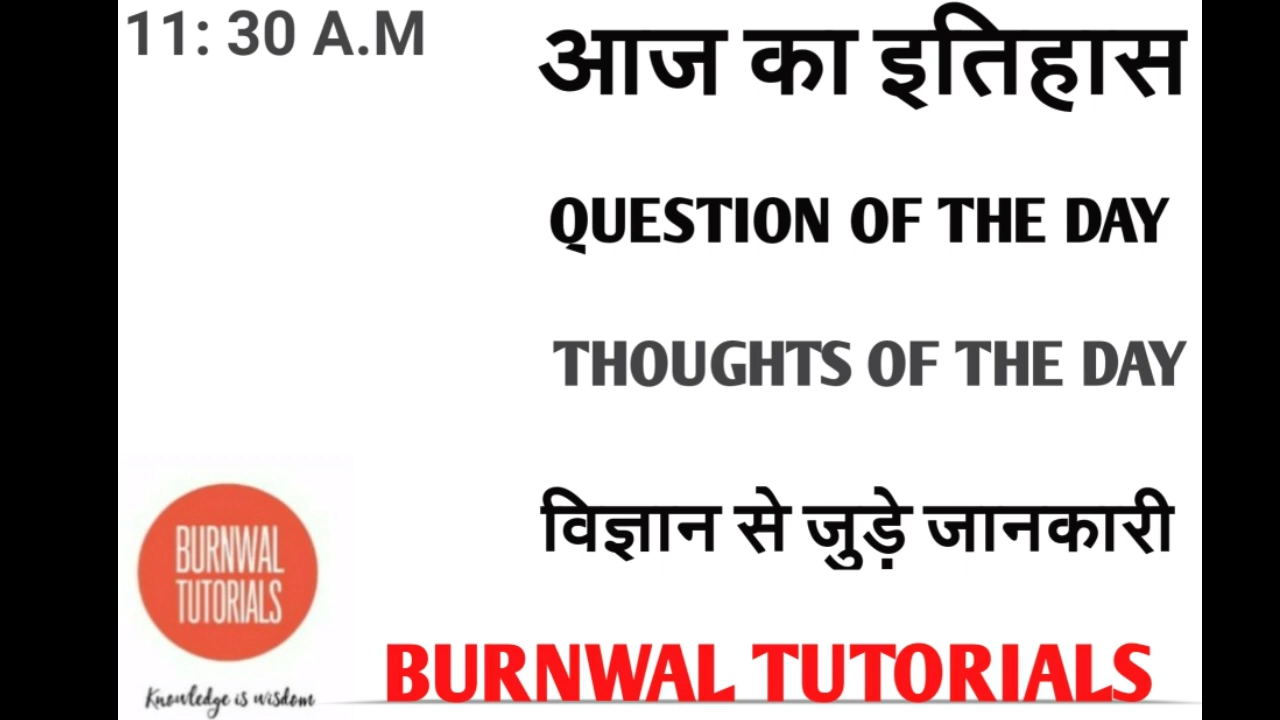 11: 30 A.M
आज का इतिहास
QUESTION OF THE DAY
THOUGHTS OF THE DAY
विज्ञान से जुड़े जानकारी
BURNWAL
TUTORIALS
Knowledge is wisdom
BURNWAL TUTORIALS